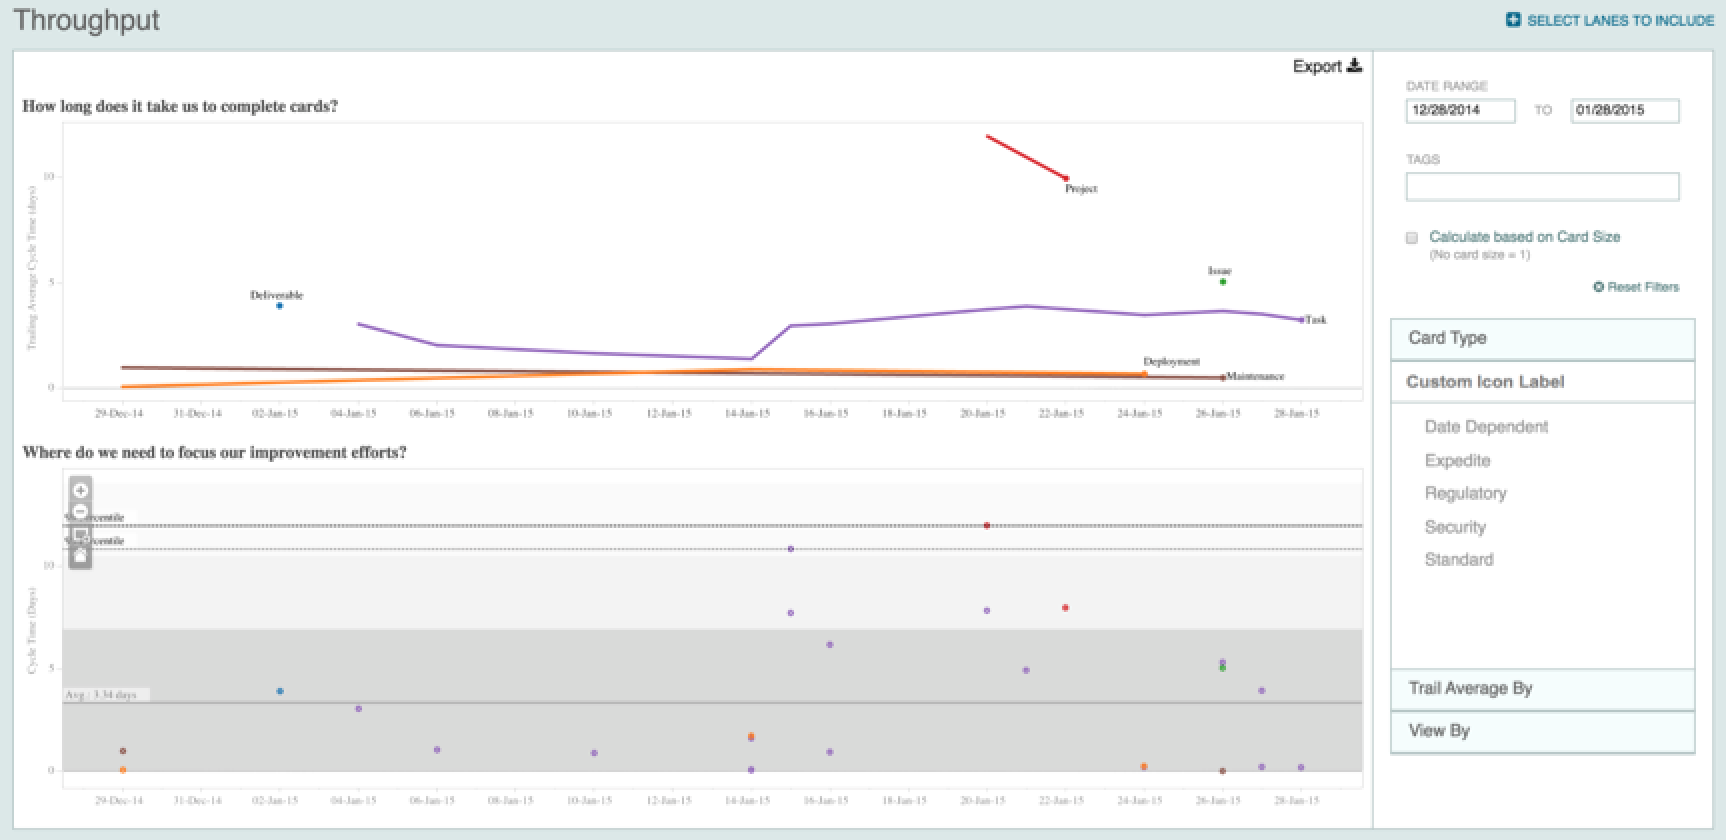 Throughput
SELECT LANES TO INCLUDE
Export
How long does it take us to complete cards?
Trailing Average Cycle Time (days)
10
5
0
Project
Issue
Deliverable
Task
Deployment
Maintenance
29-Dec-14 31-Dec-14 02-Jan-15 04-Jan-15 06-Jan-15 08-Jan-15 10-Jan-15 12-Jan-15 14-Jan-15 16-Jan-15 18-Jan-15 20-Jan-15 22-Jan-15 24-Jan-15 26-Jan-15 28-Jan-15
Where do we need to focus our improvement efforts?
Cycle Time (Days)
10
5
0
Avg.: 3.34 days
29-Dec-14 31-Dec-14 02-Jan-15 04-Jan-15 06-Jan-15 08-Jan-15 10-Jan-15 12-Jan-15 14-Jan-15 16-Jan-15 18-Jan-15 20-Jan-15 22-Jan-15 24-Jan-15 26-Jan-15 28-Jan-15
DATE RANGE
12/28/2014 TO 01/28/2015
TAGS
Calculate based on Card Size
(No card size = 1)
Reset Filters
Card Type
Custom Icon Label
Date Dependent
Expedite
Regulatory
Security
Standard
Trail Average By
View By